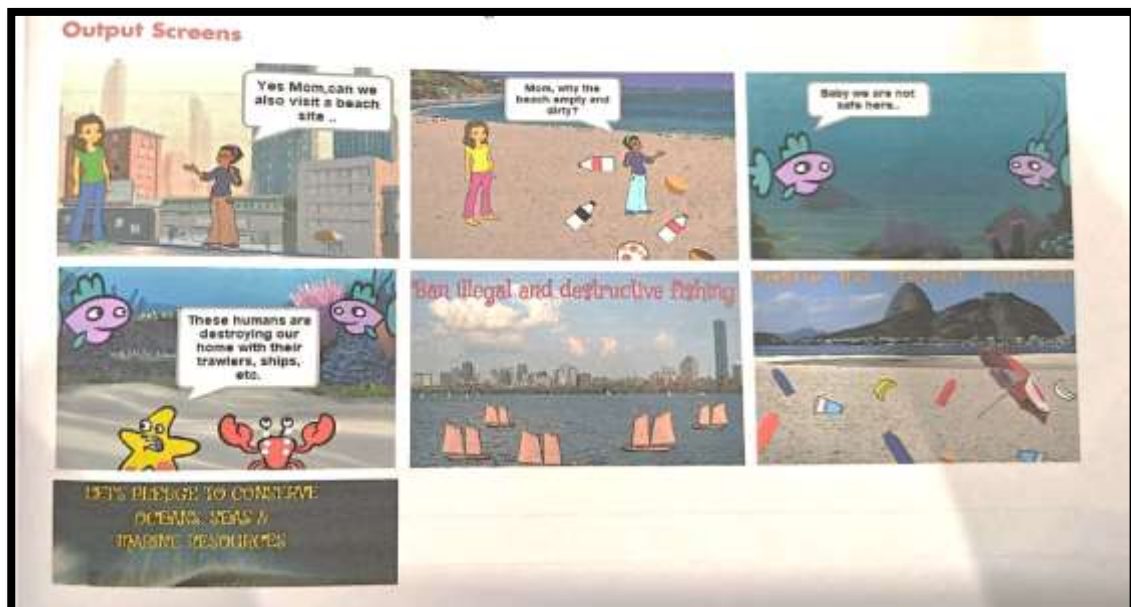 Output Screens
Yes Mom,can we
also visit a beach
site ..
Mom, why the
beach empty and
dirty?
Baby we are not
safe here..
These humans are
destroying our
home with their
trawlers, ships,
etc.
Ban illegal and destructive fishing
LET'S PLEDGE TO CONSERVE
OCEANS, SEAS &
MARINE RESOURCES